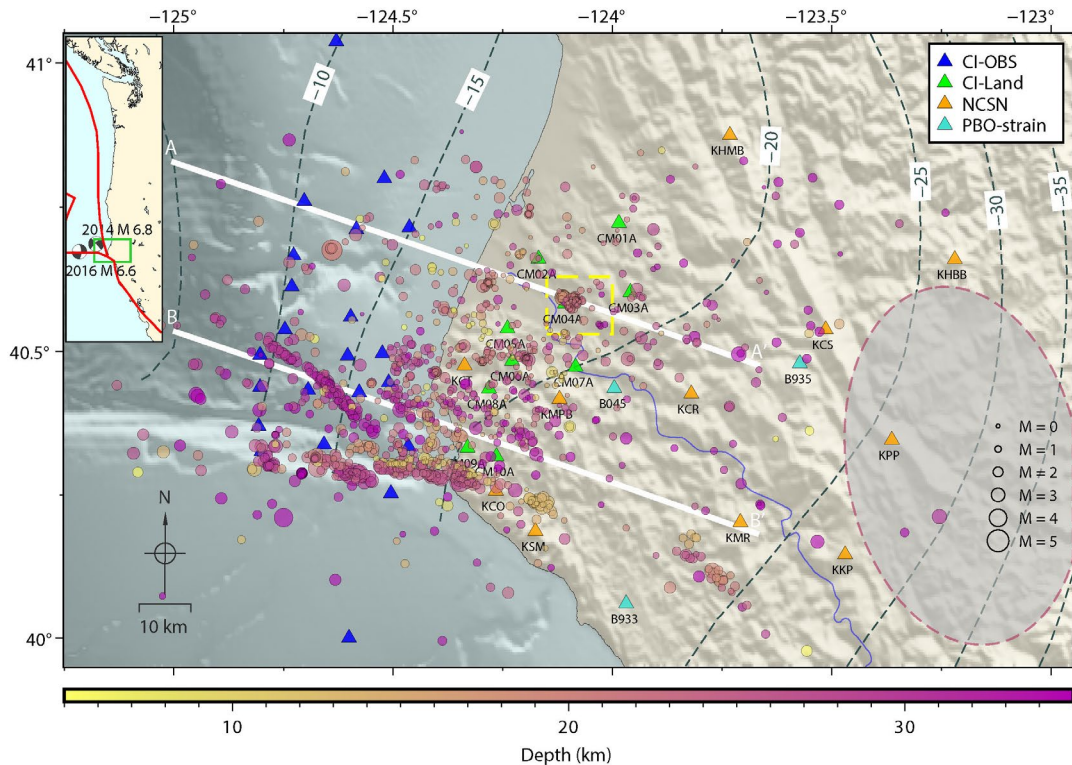 −125°
−124.5
−124°
−123.5
−123°
41°
40.5°
40°
−10
−15
−20
−25
−30
−35
CI-OBS
CI-Land
NCSN
PBO-strain
2014 M 6.8
2016 M 6.6
A
A'
B
B'
KHMB
CM01A
CM02A
KHBB
CM03A
CM04A
CM05A
KCS
KCT
CM06A
CM07A
B935
CM08A
KMPB
B045
KCR
KPP
M10A
KCO
KSM
KMR
KKP
B933
M = 0
M = 1
M ≠ 2
M = 3
M = 4
M = 5
N
10 km
10
20
30
Depth (km)